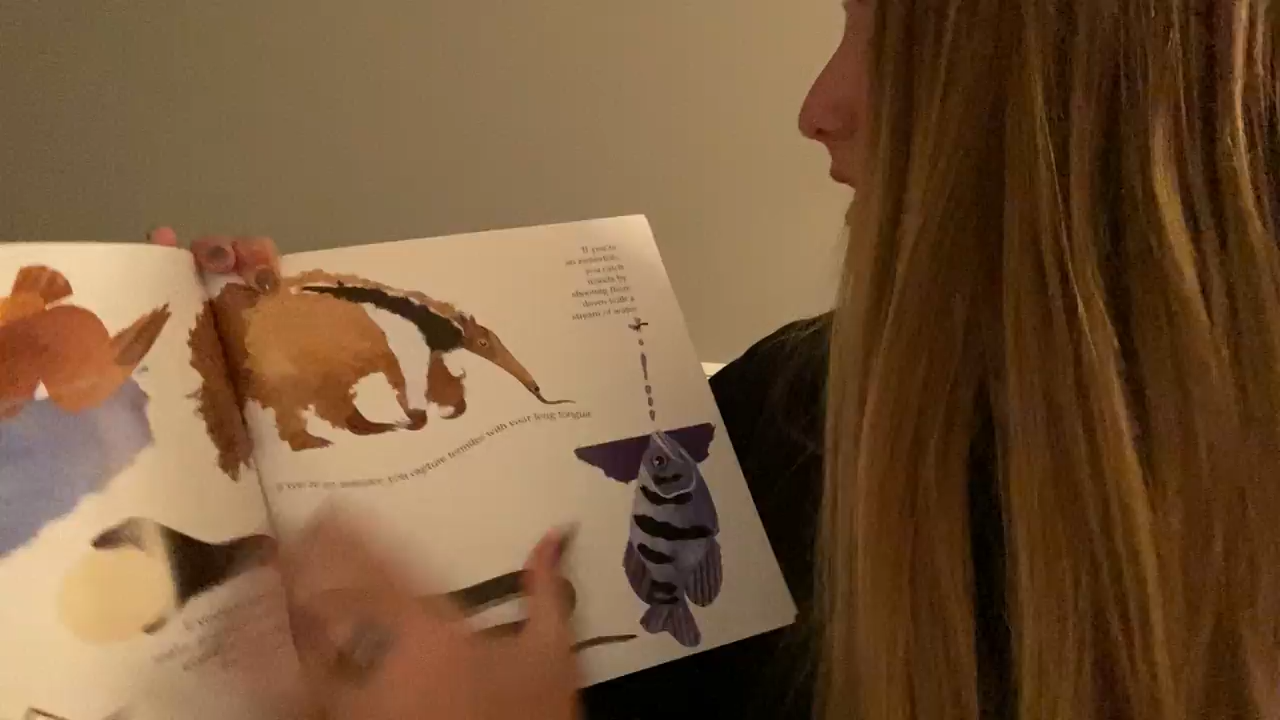 If you're
an archerfish,
you catch
insects by
shooting them
down with a
stream of water.
If you're an anteater, you capture termites with your long tongue.